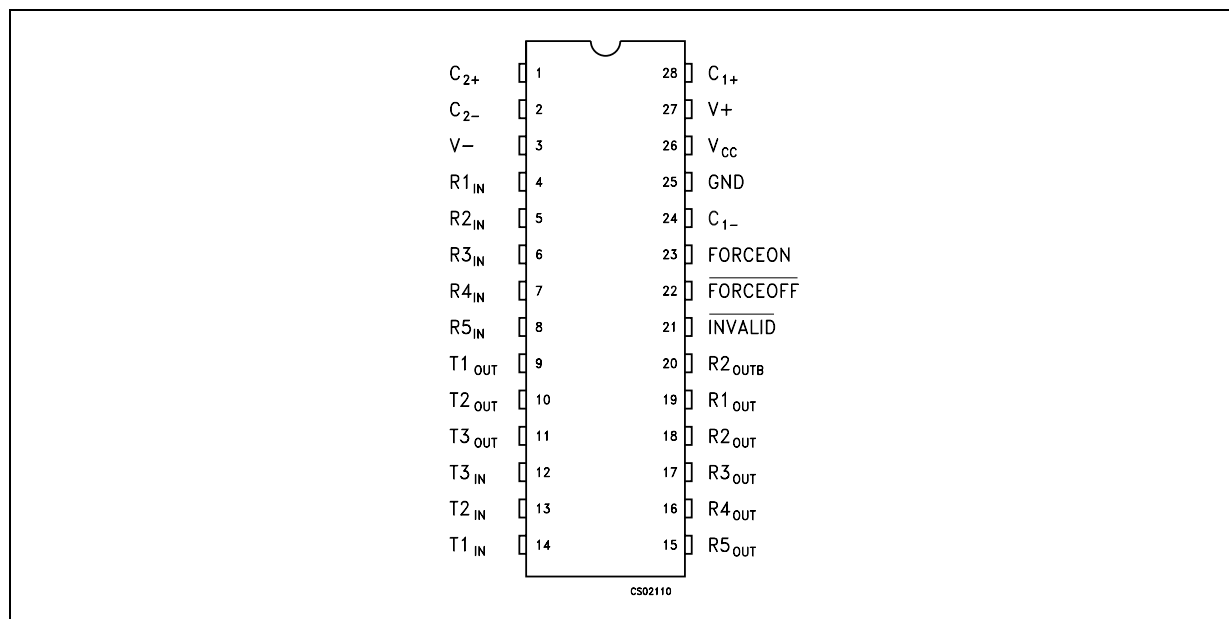 C2+ 1 28 C1+
C2- 2 27 V+
V- 3 26 VCC
R1IN 4 25 GND
R2IN 5 24 C1-
R3IN 6 23 FORCEON
R4IN 7 22 FORCEOFF
R5IN 8 21 INVALID
T1OUT 9 20 R2OUTB
T2OUT 10 19 R1OUT
T3OUT 11 18 R2OUT
T3IN 12 17 R3OUT
T2IN 13 16 R4OUT
T1IN 14 15 R5OUT
CS02110